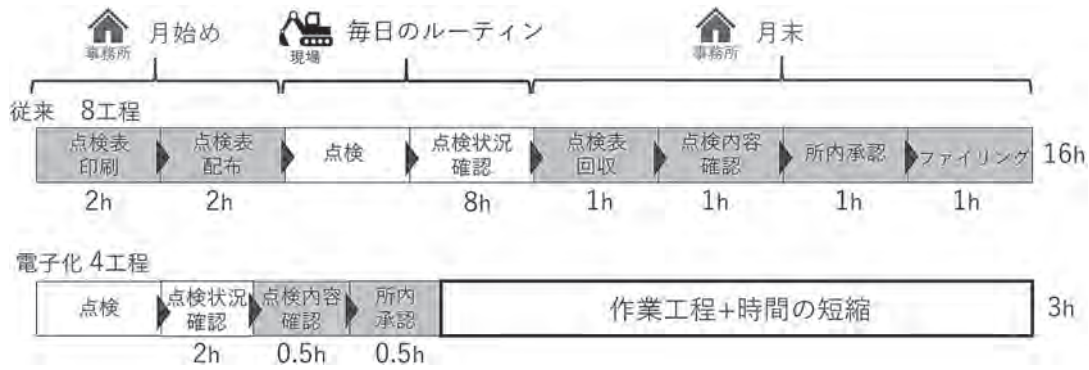 事務所 月始め
現場 毎日のルーティン
事務所 月末
従来 8工程
点検表
印刷
点検表
配布
点検
点検状況
確認
点検表
回収
点検内容
確認
所内承認
ファイリング
16h
2h 2h 8h 1h 1h 1h 1h
電子化 4工程
点検
点検状況
確認
点検内容
確認
所内
承認
作業工程+時間の短縮
3h
2h 0.5h 0.5h